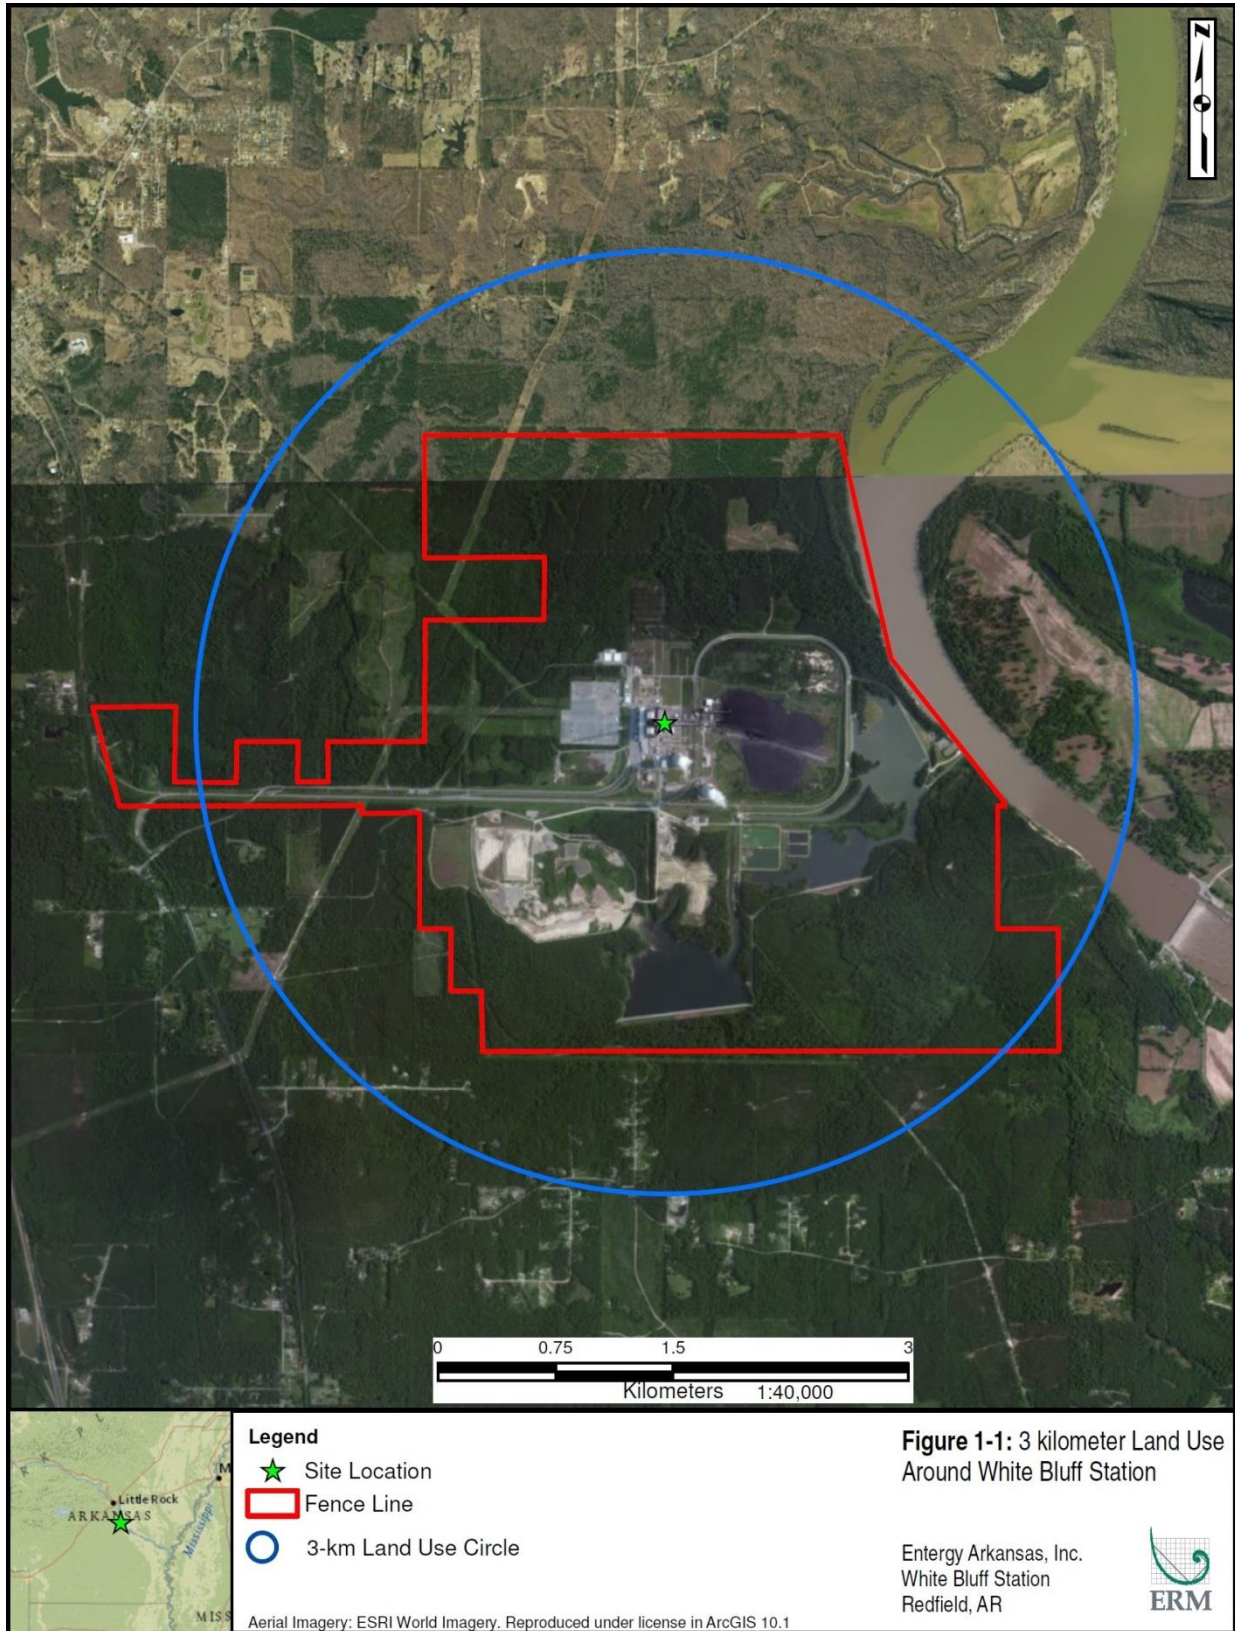 N
0 0.75 1.5 3
Kilometers 1:40,000
Little Rock
ARKANSAS
Mississippi
M
MISS
Legend
Site Location
Fence Line
3-km Land Use Circle
Aerial Imagery: ESRI World Imagery. Reproduced under license in ArcGIS 10.1
Figure 1-1: 3 kilometer Land Use
Around White Bluff Station
Entergy Arkansas, Inc.
White Bluff Station
Redfield, AR
ERM